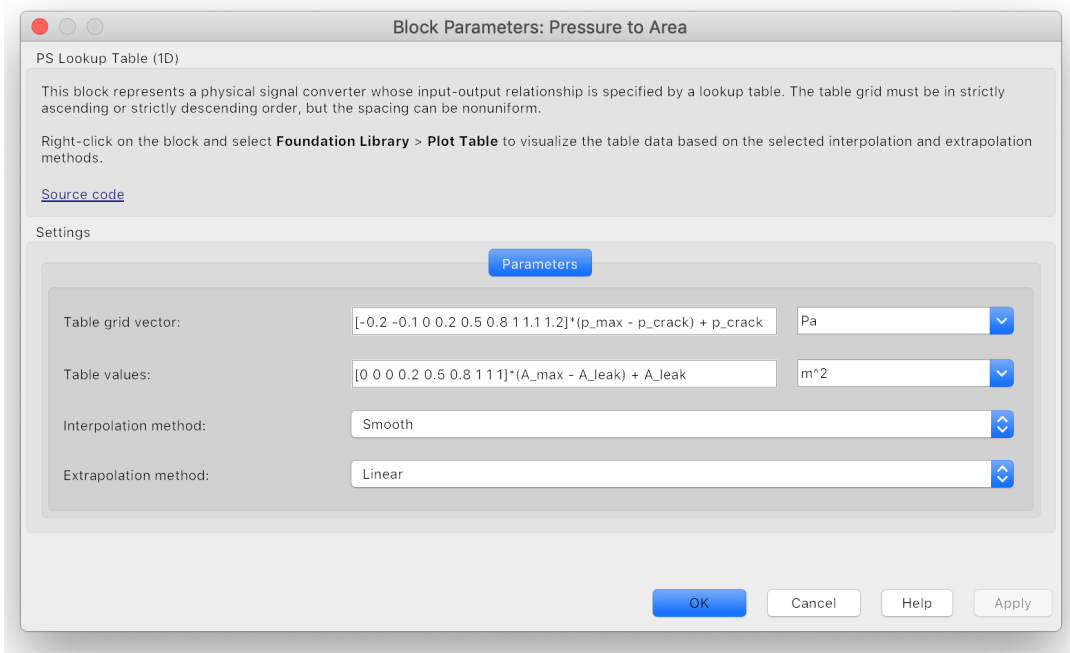 Block Parameters: Pressure to Area
PS Lookup Table (1D)
This block represents a physical signal converter whose input-output relationship is specified by a lookup table. The table grid must be in strictly
ascending or strictly descending order, but the spacing can be nonuniform.
Right-click on the block and select Foundation Library > Plot Table to visualize the table data based on the selected interpolation and extrapolation
methods.
Source code
Settings
Parameters
Table grid vector: [-0.2 -0.1 0 0.2 0.5 0.8 1 1.1 1.2]*(p_max - p_crack) + p_crack Pa
Table values: [0 0 0 0.2 0.5 0.8 1 1 1]*(A_max - A_leak) + A_leak m^2
Interpolation method: Smooth
Extrapolation method: Linear
OK Cancel Help Apply